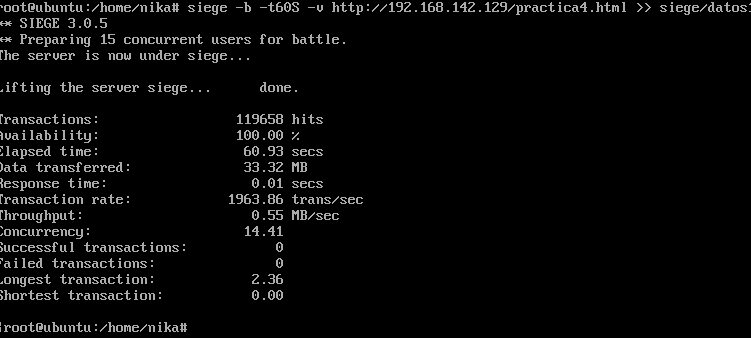 root@ubuntu:/home/nika# siege -b -t60S -v http://192.168.142.129/practica4.html >> siege/datos1
** SIEGE 3.0.5
** Preparing 15 concurrent users for battle.
The server is now under siege...
Lifting the server siege... done.
Transactions: 119658 hits
Availability: 100.00 %
Elapsed time: 60.93 secs
Data transferred: 33.32 MB
Response time: 0.01 secs
Transaction rate: 1963.86 trans/sec
Throughput: 0.55 MB/sec
Concurrency: 14.41
Successful transactions: 0
Failed transactions: 0
Longest transaction: 2.36
Shortest transaction: 0.00
root@ubuntu:/home/nika#